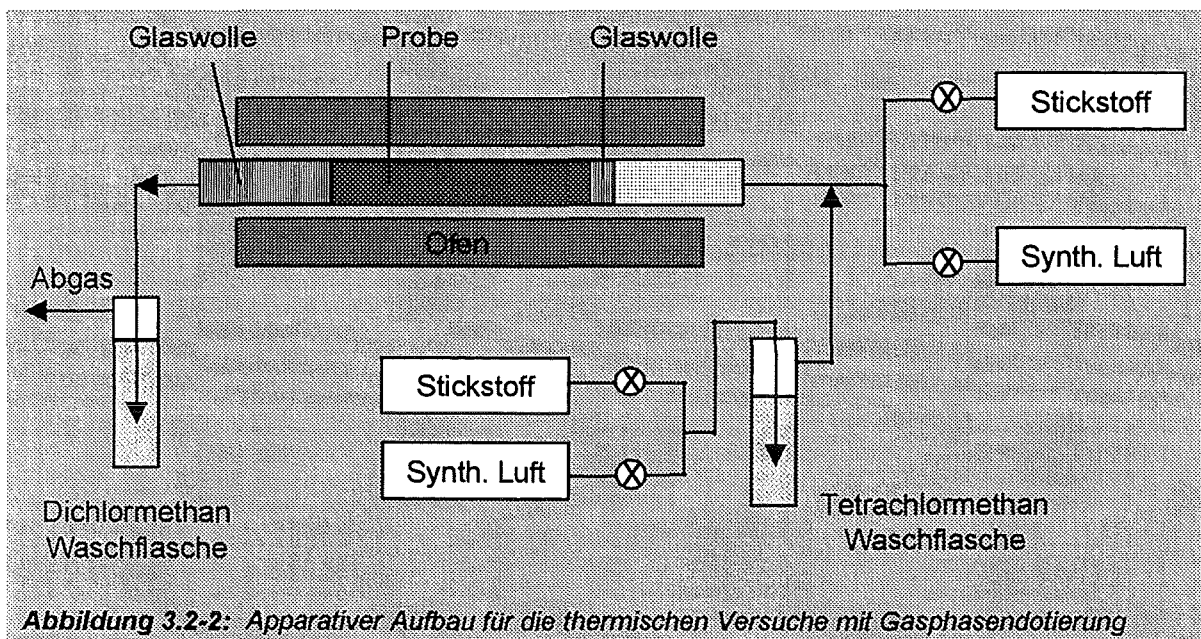 Glaswolle
Probe
Glaswolle
Stickstoff
Ofen
Synth. Luft
Abgas
Stickstoff
Synth. Luft
Dichlormethan
Waschflasche
Tetrachlormethan
Waschflasche
Abbildung 3.2-2: Apparativer Aufbau für die thermischen Versuche mit Gasphasendotierung